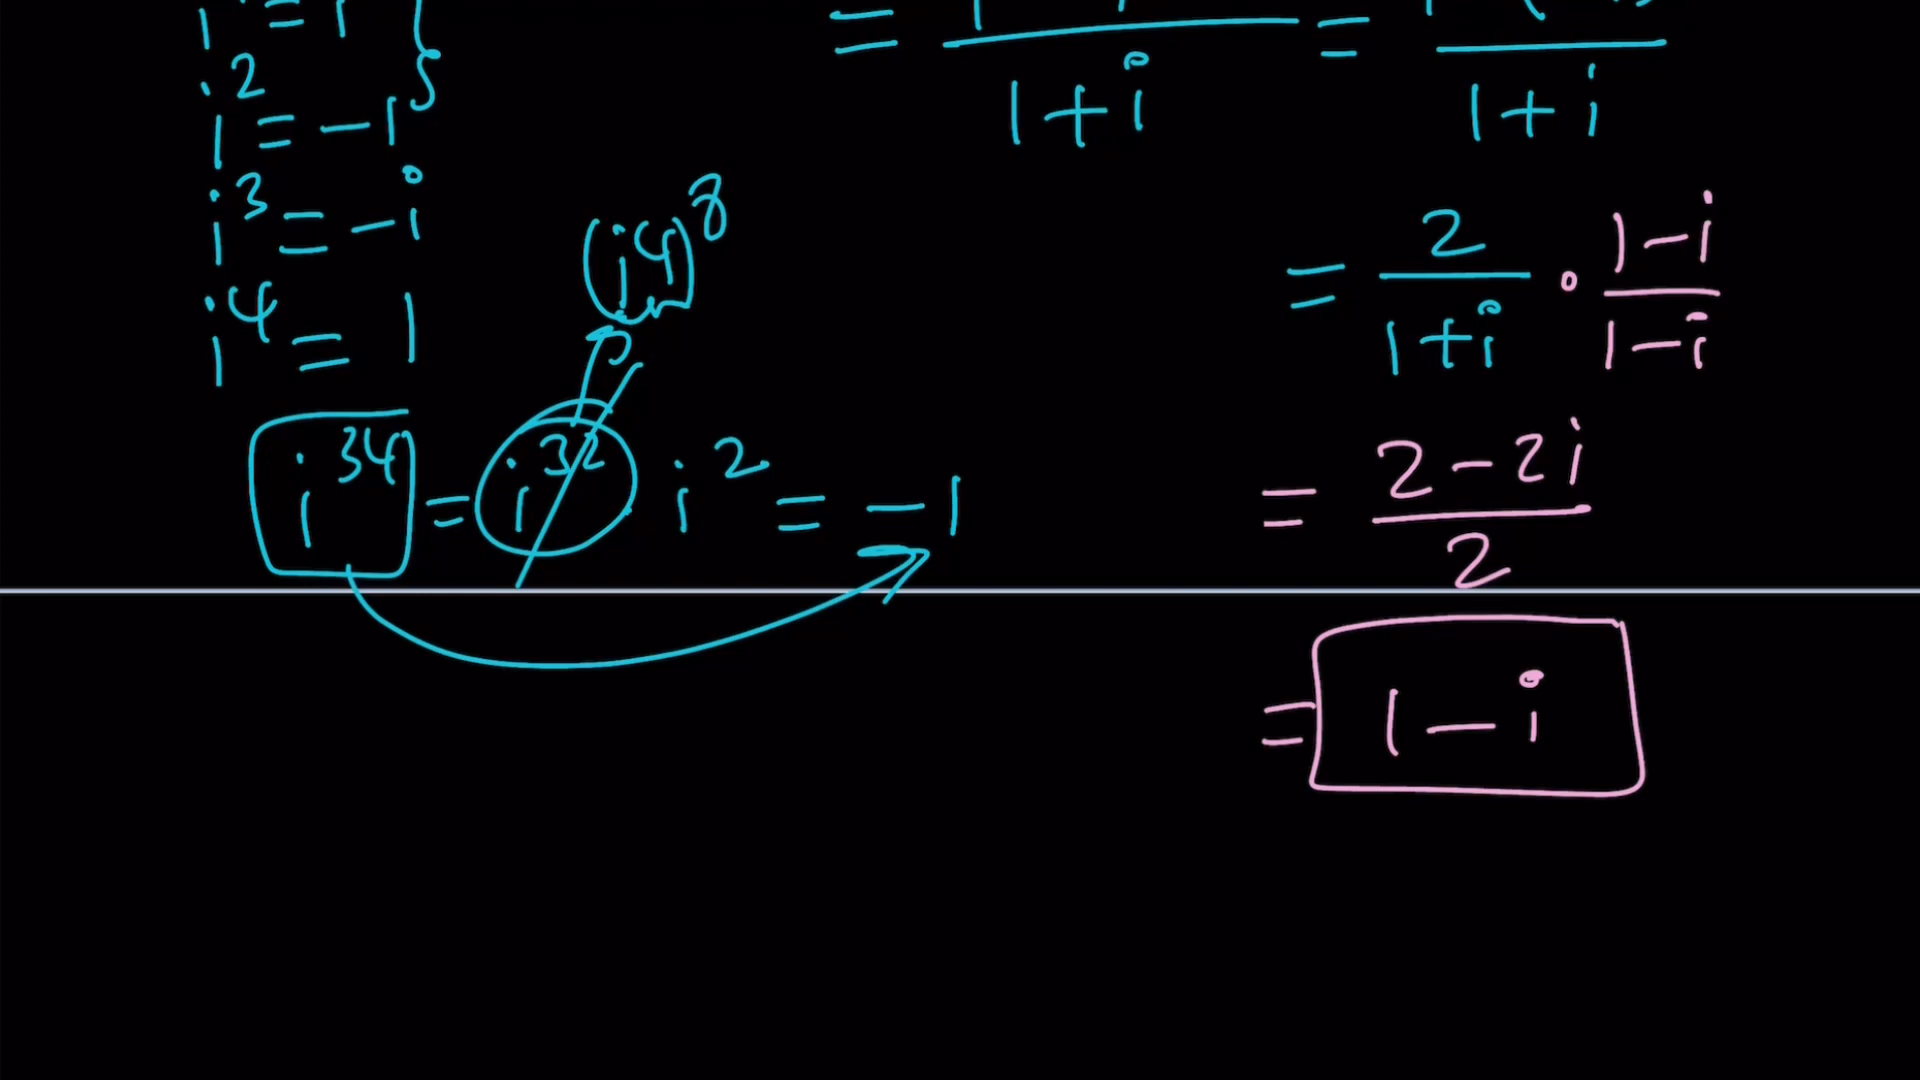 i² = -1
i³ = -i
i⁴ = 1
(i⁴)⁸
i³⁴ = i³² i² = -1
1+i
=
1+i
= 2/(1+i) · (1-i)/(1-i)
= (2-2i)/2
= 1-i